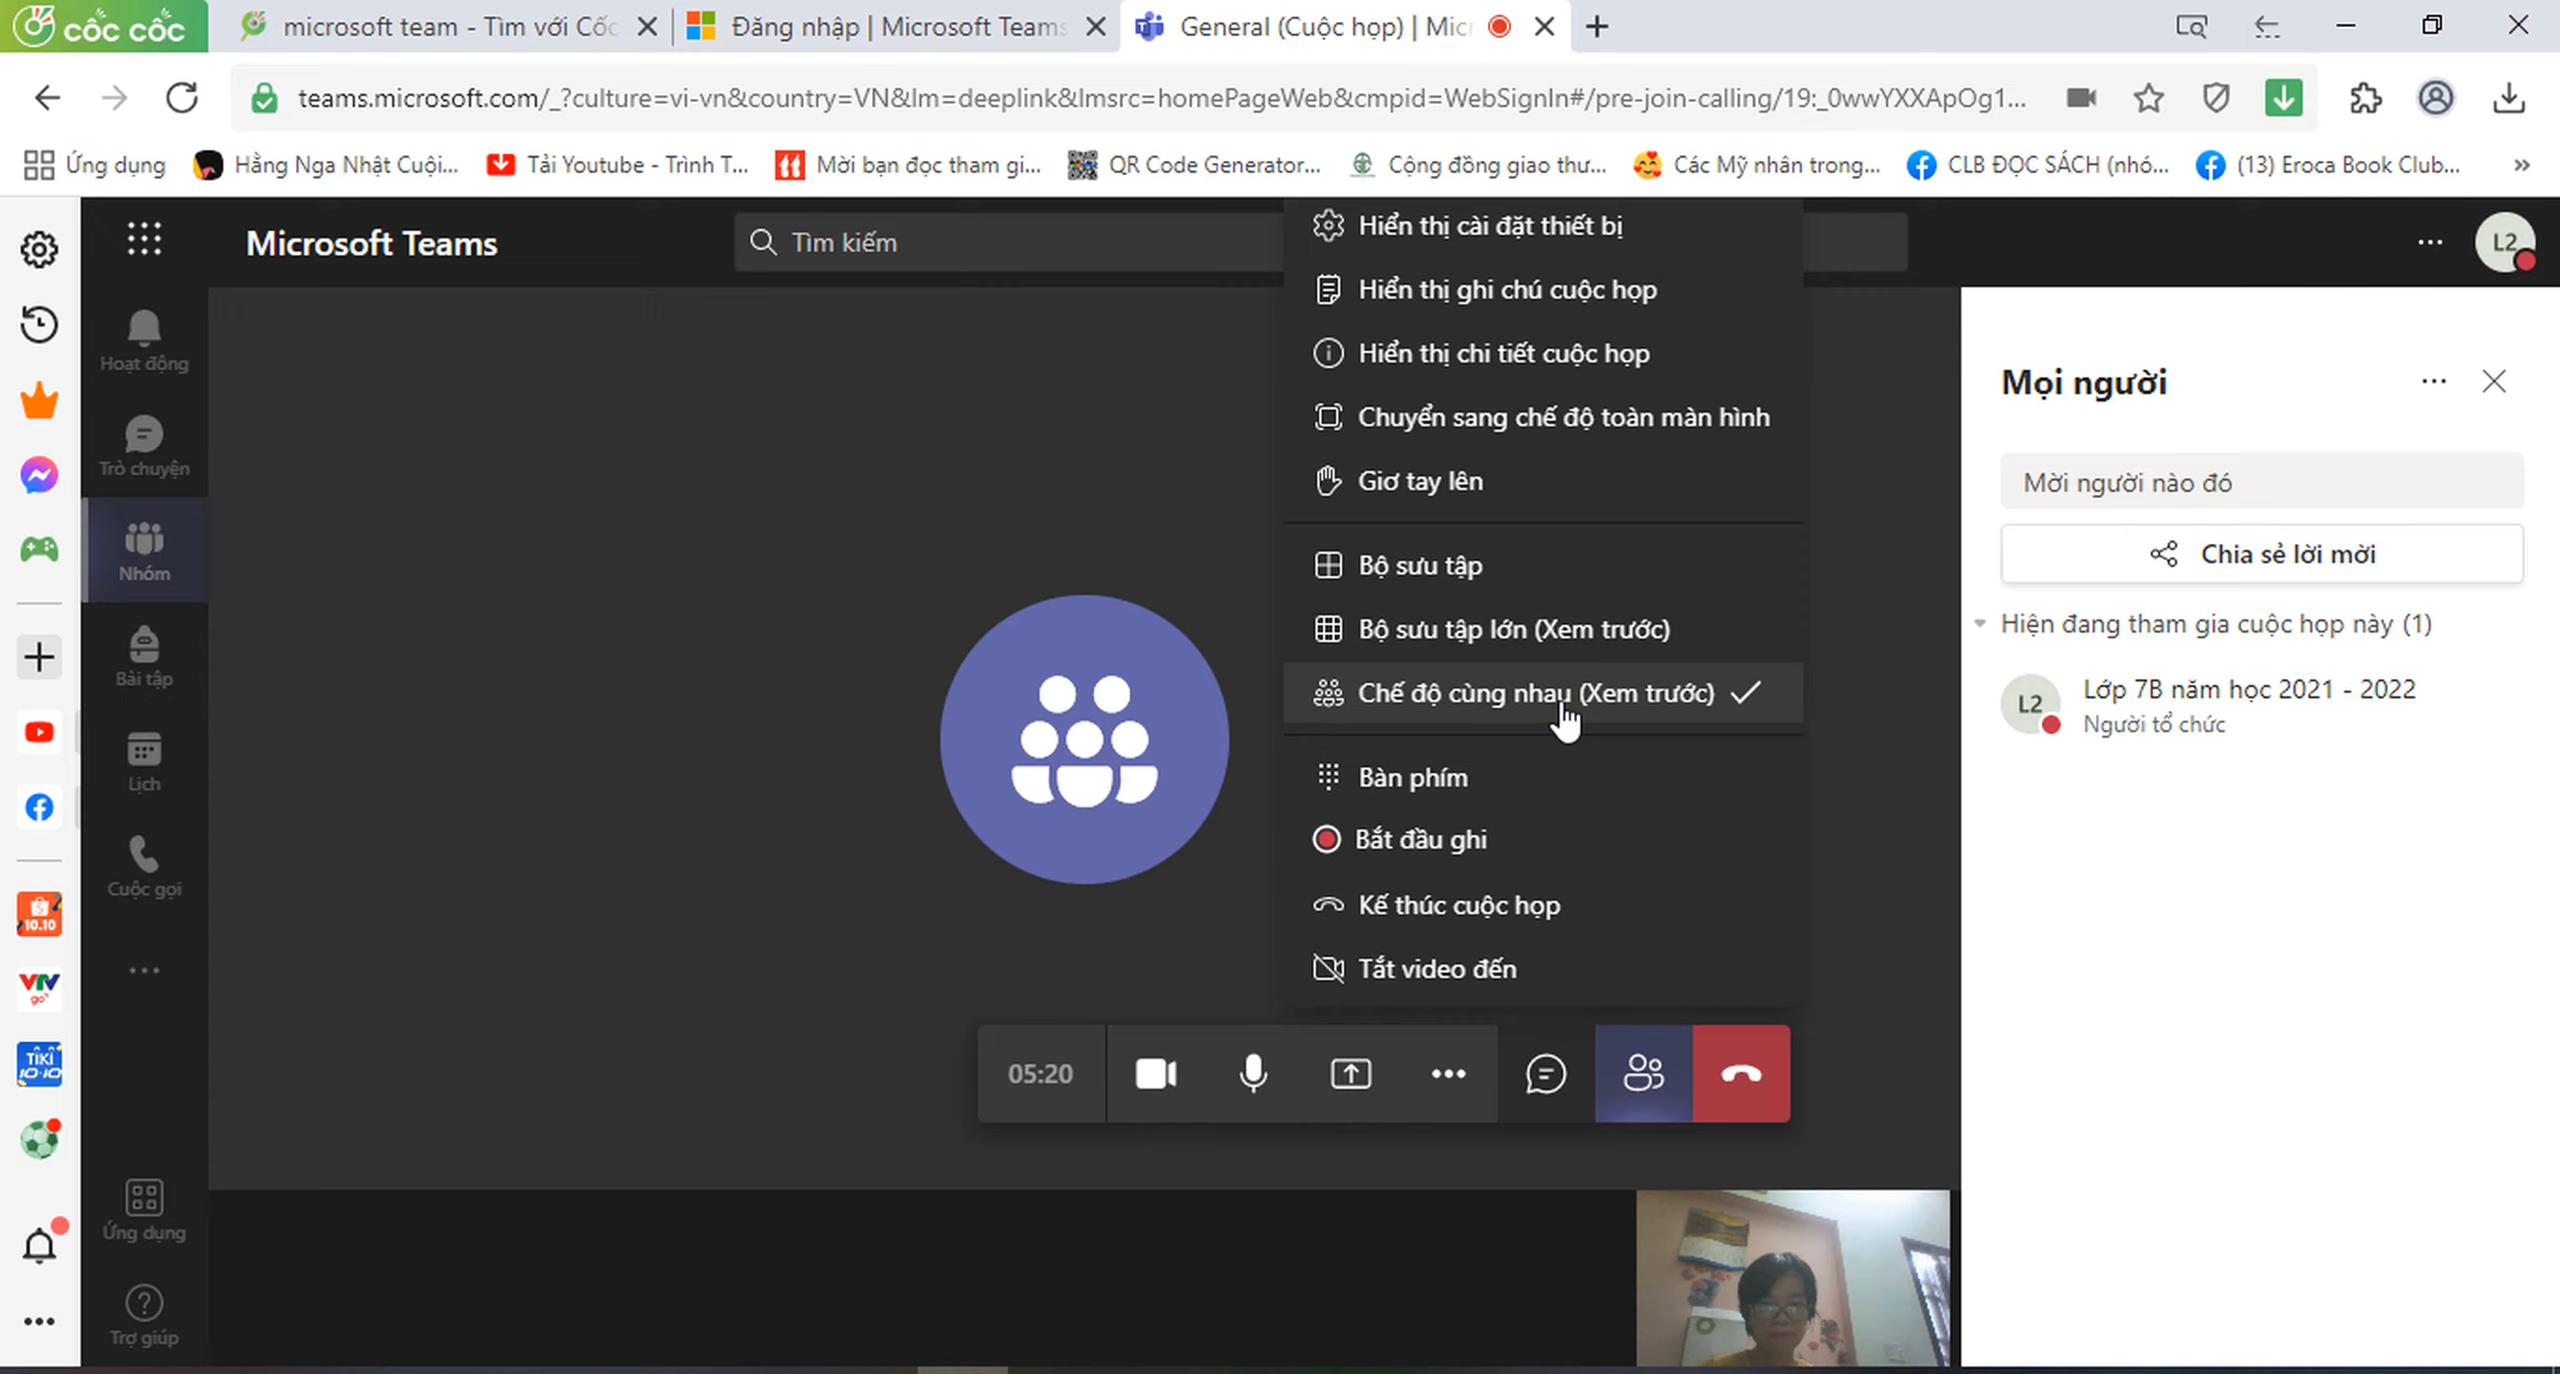 cốc cốc
microsoft team - Tìm với Cốc
Đăng nhập | Microsoft Teams
General (Cuộc họp) | Mic
teams.microsoft.com/_?culture=vi-vn&country=VN&lm=deeplink&lmsrc=homePageWeb&cmpid=WebSignIn#/pre-join-calling/19:_0wwYXXApOg1...
Ứng dụng
Hằng Nga Nhật Cuội...
Tải Youtube - Trình T...
Mời bạn đọc tham gi...
QR Code Generator...
Cộng đồng giao thư...
Các Mỹ nhân trong...
CLB ĐỌC SÁCH (nhó...
(13) Eroca Book Club...
Microsoft Teams
Tìm kiếm
L2
Hoạt động
Trò chuyện
Nhóm
Bài tập
Lịch
Cuộc gọi
Ứng dụng
Trợ giúp
10.10
VTV
go
TIKI
10-10
Hiển thị cài đặt thiết bị
Hiển thị ghi chú cuộc họp
Hiển thị chi tiết cuộc họp
Chuyển sang chế độ toàn màn hình
Giơ tay lên
Bộ sưu tập
Bộ sưu tập lớn (Xem trước)
Chế độ cùng nhau (Xem trước)
Bàn phím
Bắt đầu ghi
Kế thúc cuộc họp
Tắt video đến
05:20
Mọi người
Mời người nào đó
Chia sẻ lời mời
Hiện đang tham gia cuộc họp này (1)
L2
Lớp 7B năm học 2021 - 2022
Người tổ chức